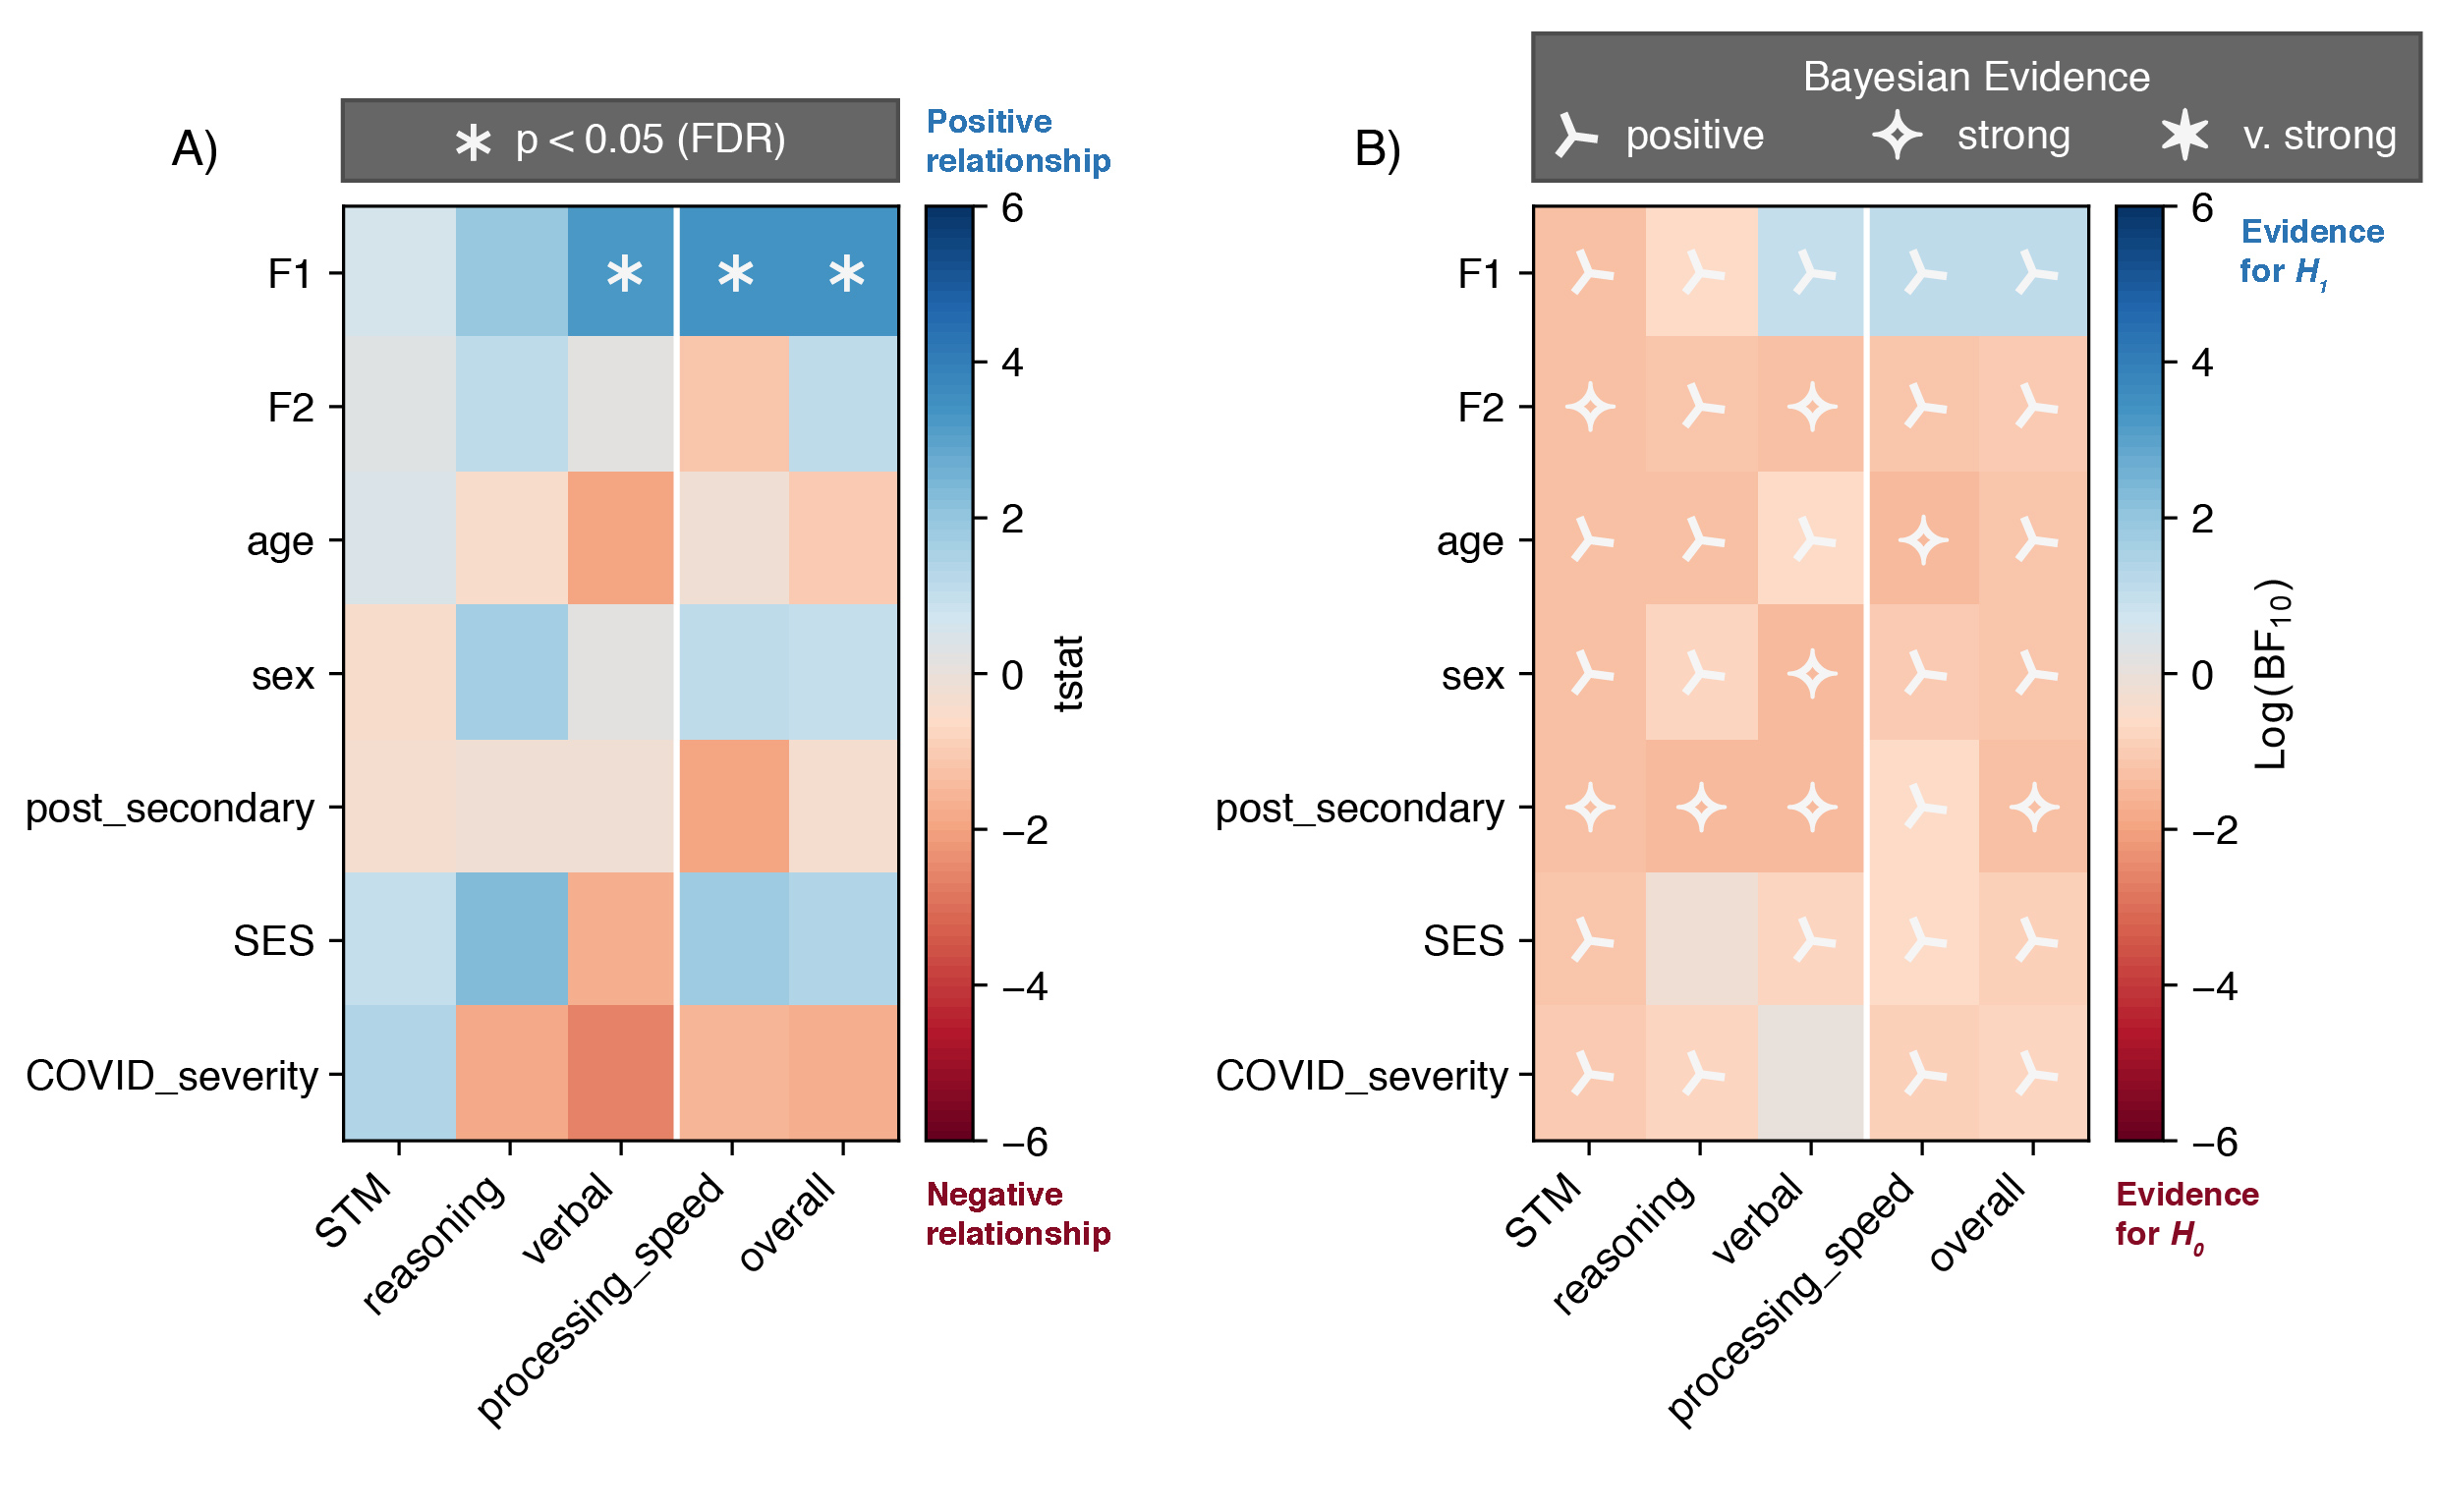 A)
* p < 0.05 (FDR)
Positive
relationship
F1
F2
age
sex
post_secondary
SES
COVID_severity
STM
reasoning
verbal
processing_speed
overall
6
4
2
0
−2
−4
−6
tstat
Negative
relationship
B)
Bayesian Evidence
positive
strong
v. strong
F1
F2
age
sex
post_secondary
SES
COVID_severity
STM
reasoning
verbal
processing_speed
overall
6
4
2
0
−2
−4
−6
Evidence
for H1
Log(BF10)
Evidence
for H0